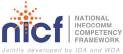 nicf
NATIONAL
INFOCOMM
COMPETENCY
FRAMEWORK
Jointly developed by IDA and WDA